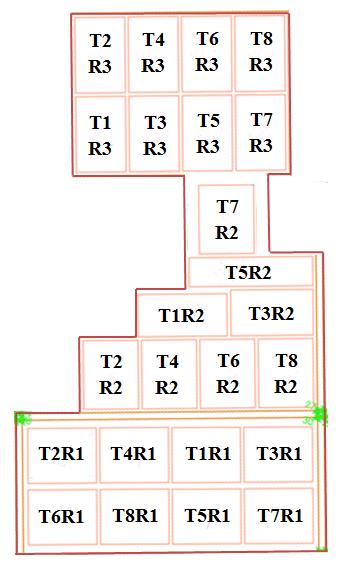 T2 T4 T6 T8
R3 R3 R3 R3
T1 T3 T5 T7
R3 R3 R3 R3
T7
R2
T5R2
T1R2 T3R2
T2 T4 T6 T8
R2 R2 R2 R2
T2R1 T4R1 T1R1 T3R1
T6R1 T8R1 T5R1 T7R1